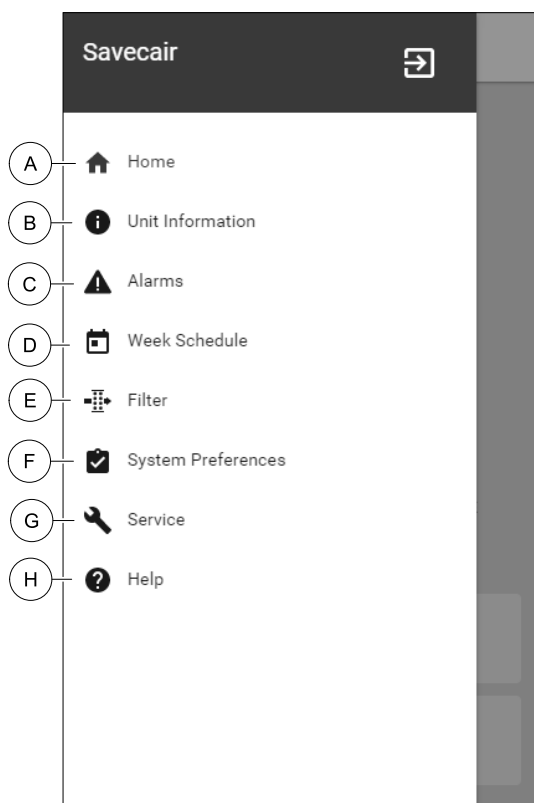 Savecair
A Home
B Unit Information
C Alarms
D Week Schedule
E Filter
F System Preferences
G Service
H Help